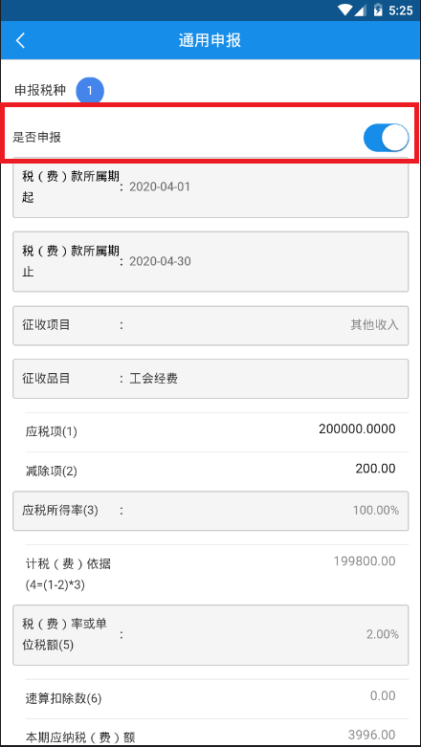 5:25
通用申报
申报税种 1
是否申报
税（费）款所属期
起 : 2020-04-01
税（费）款所属期
止 : 2020-04-30
征收项目 : 其他收入
征收品目 : 工会经费
应税项(1) 200000.0000
减除项(2) 200.00
应税所得率(3) : 100.00%
计税（费）依据 199800.00
(4=(1-2)*3)
税（费）率或单
位税额(5) : 2.00%
速算扣除数(6) 0.00
本期应纳税（费）额 3996.00